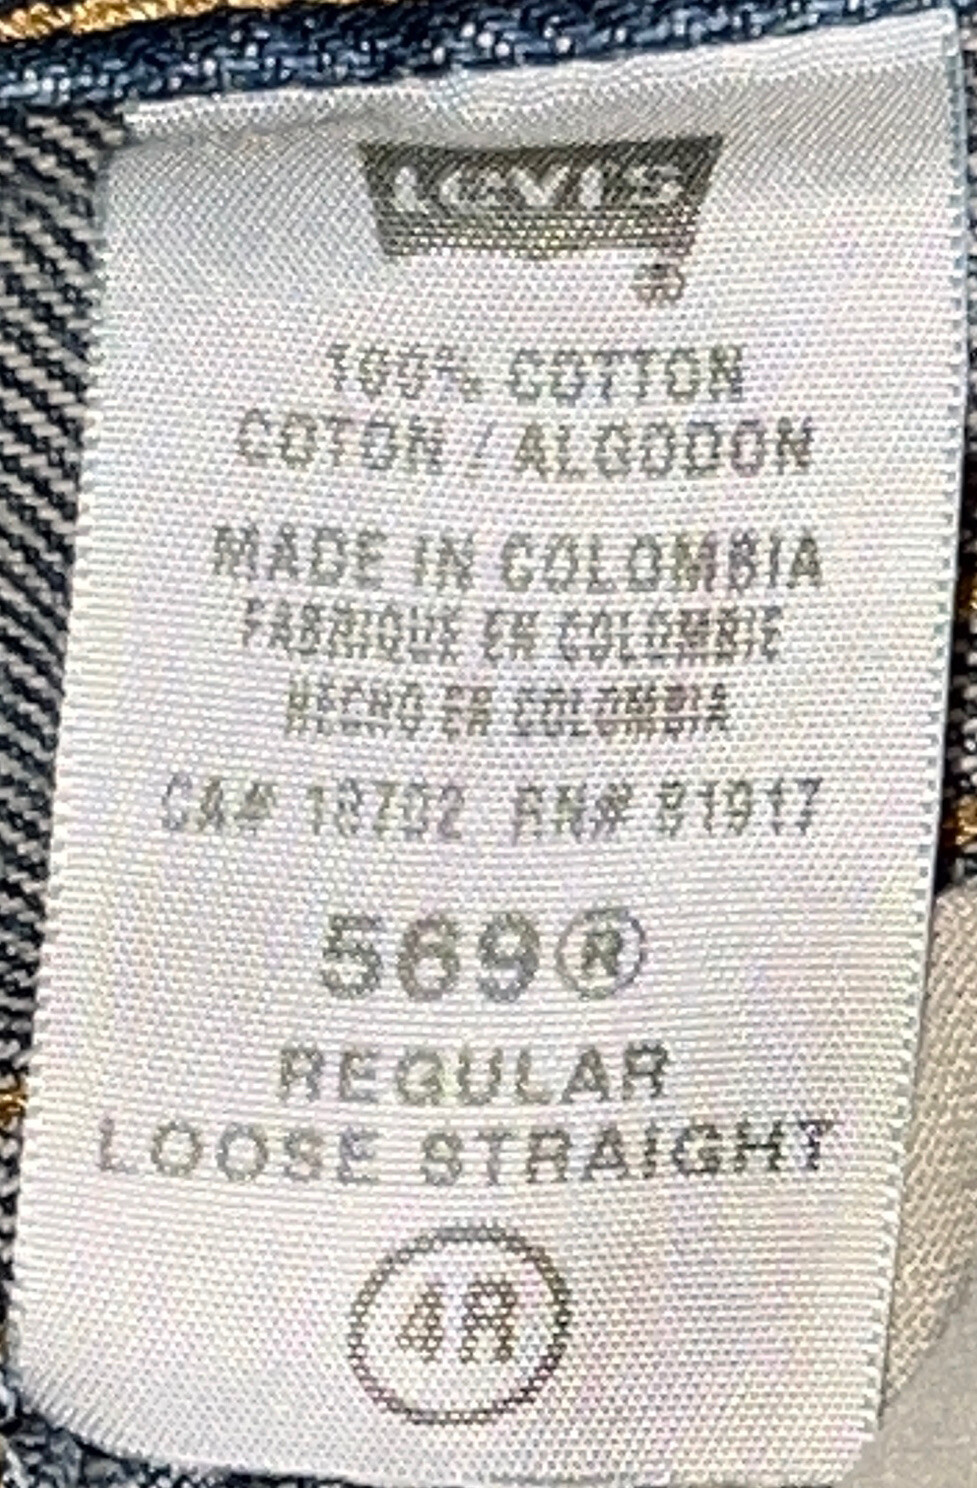 Levi's
®
100% COTTON
COTON / ALGODON
MADE IN COLOMBIA
FABRIQUE EN COLOMBIE
HECHO EN COLOMBIA
CA# 18702 RN# 81917
569®
REGULAR
LOOSE STRAIGHT
4R